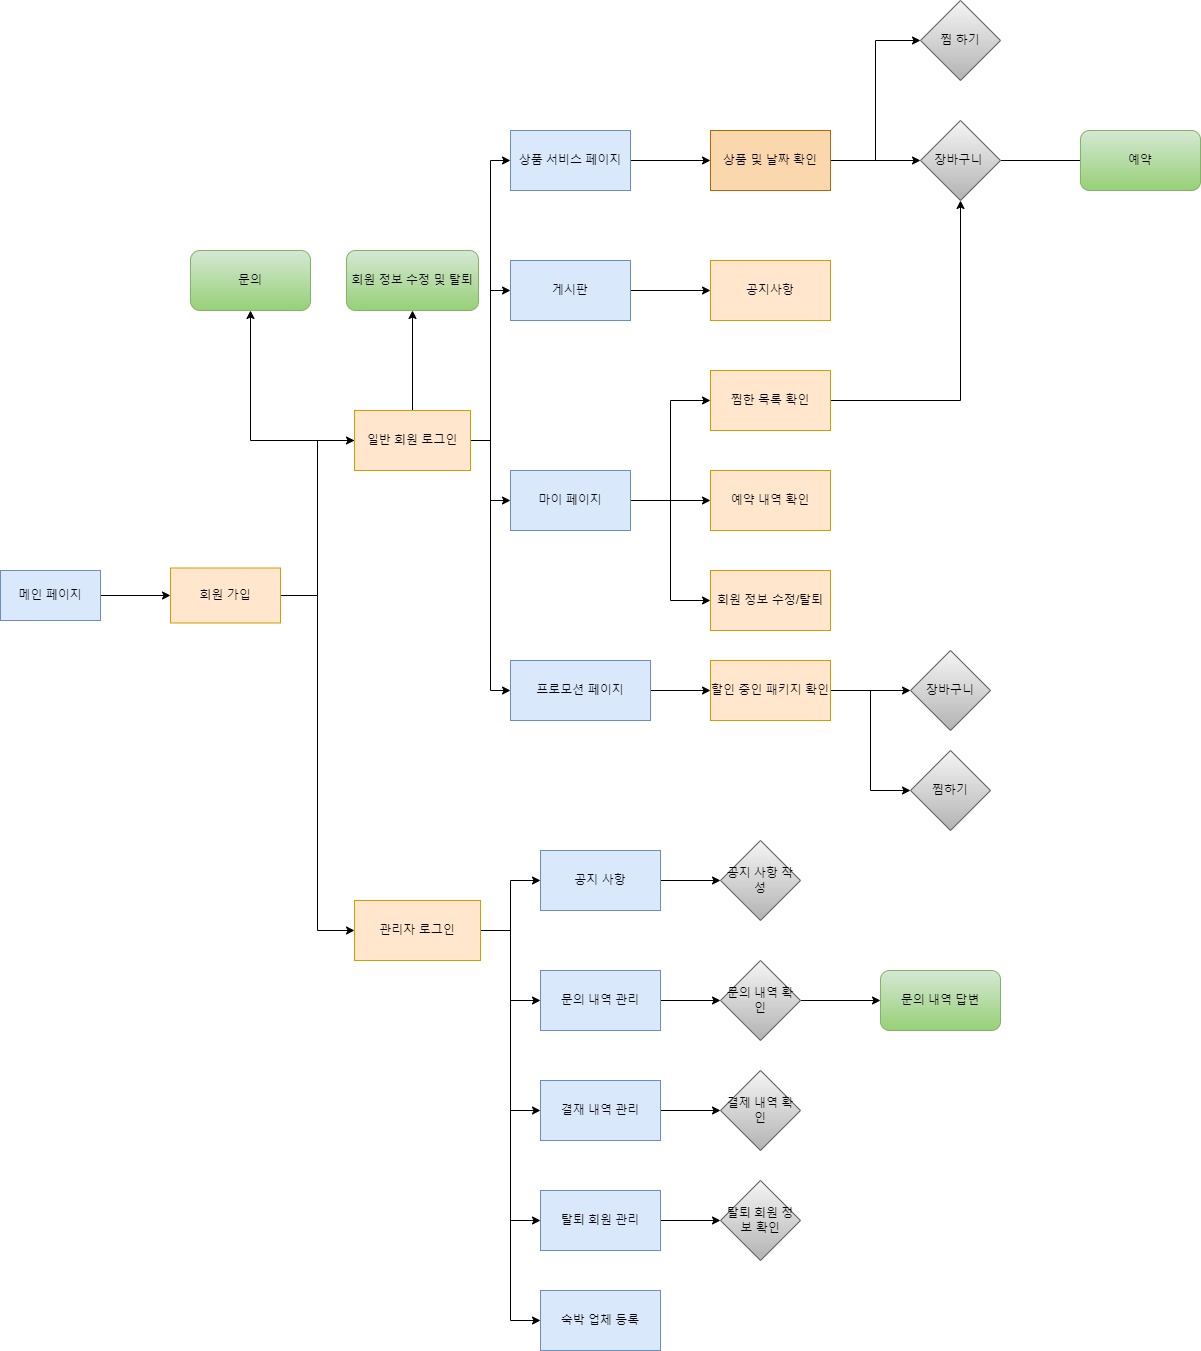 찜 하기
상품 서비스 페이지
상품 및 날짜 확인
장바구니
예약
문의
회원 정보 수정 및 탈퇴
게시판
공지사항
찜한 목록 확인
일반 회원 로그인
마이 페이지
예약 내역 확인
메인 페이지
회원 가입
회원 정보 수정/탈퇴
프로모션 페이지
할인 중인 패키지 확인
장바구니
찜하기
공지 사항
공지 사항 작
성
관리자 로그인
문의 내역 관리
문의 내역 확
인
문의 내역 답변
결재 내역 관리
결제 내역 확
인
탈퇴 회원 관리
탈퇴 회원 정
보 확인
숙박 업체 등록